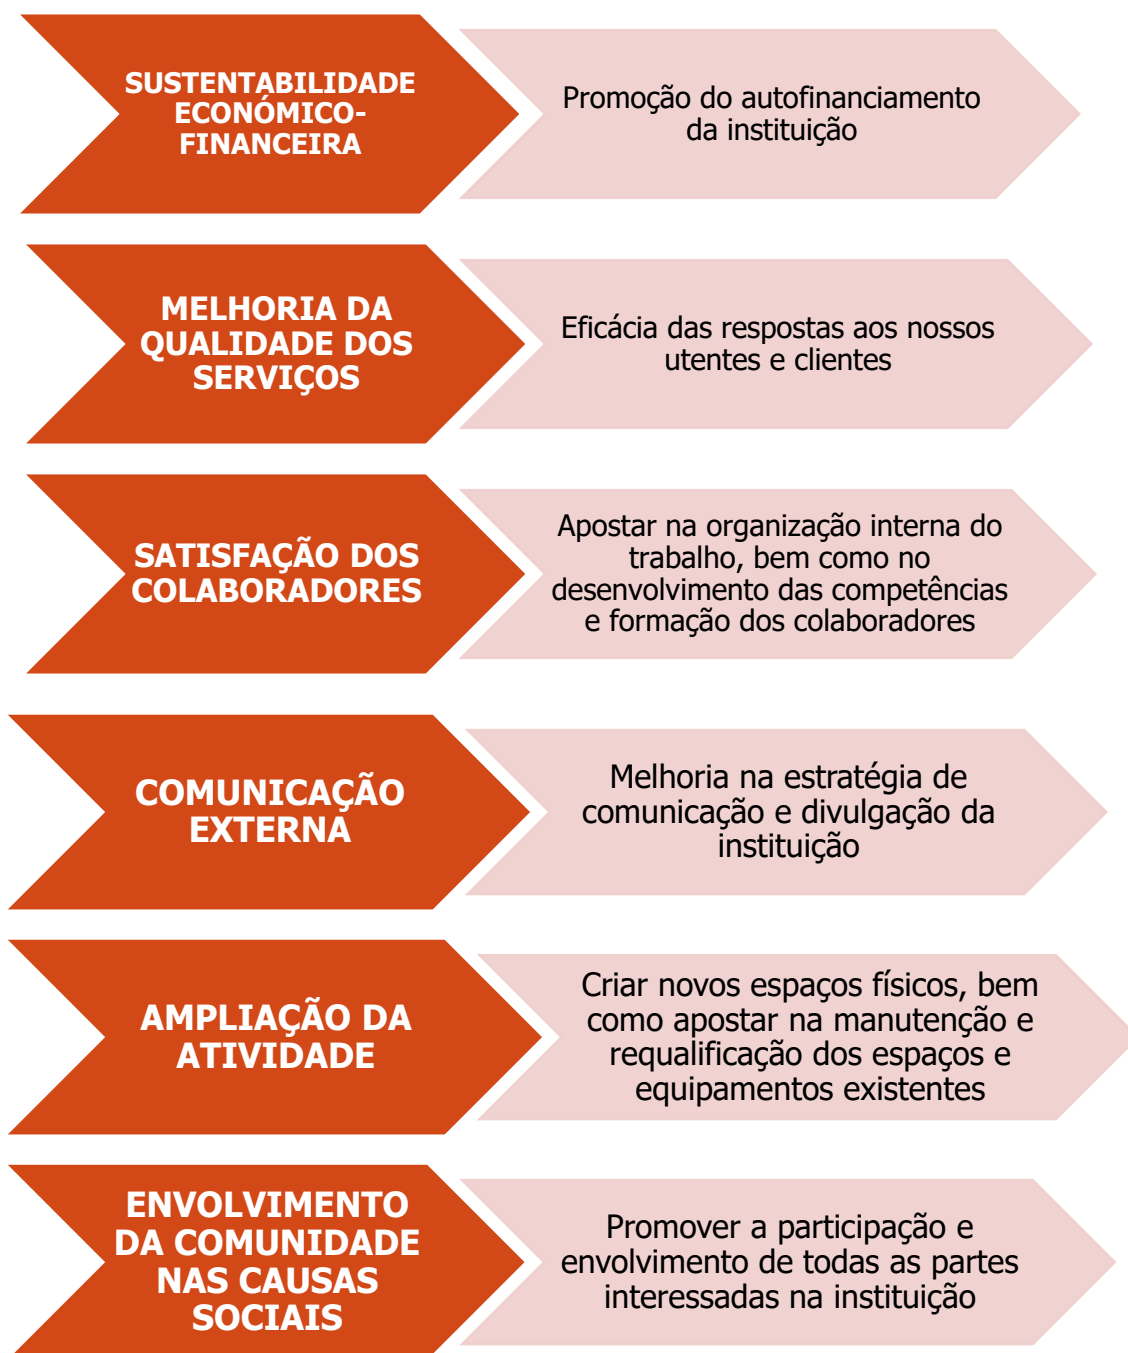 SUSTENTABILIDADE
ECONÓMICO-
FINANCEIRA
Promoção do autofinanciamento
da instituição
MELHORIA DA
QUALIDADE DOS
SERVIÇOS
Eficácia das respostas aos nossos
utentes e clientes
SATISFAÇÃO DOS
COLABORADORES
Apostar na organização interna do
trabalho, bem como no
desenvolvimento das competências
e formação dos colaboradores
COMUNICAÇÃO
EXTERNA
Melhoria na estratégia de
comunicação e divulgação da
instituição
AMPLIAÇÃO DA
ATIVIDADE
Criar novos espaços físicos, bem
como apostar na manutenção e
requalificação dos espaços e
equipamentos existentes
ENVOLVIMENTO
DA COMUNIDADE
NAS CAUSAS
SOCIAIS
Promover a participação e
envolvimento de todas as partes
interessadas na instituição